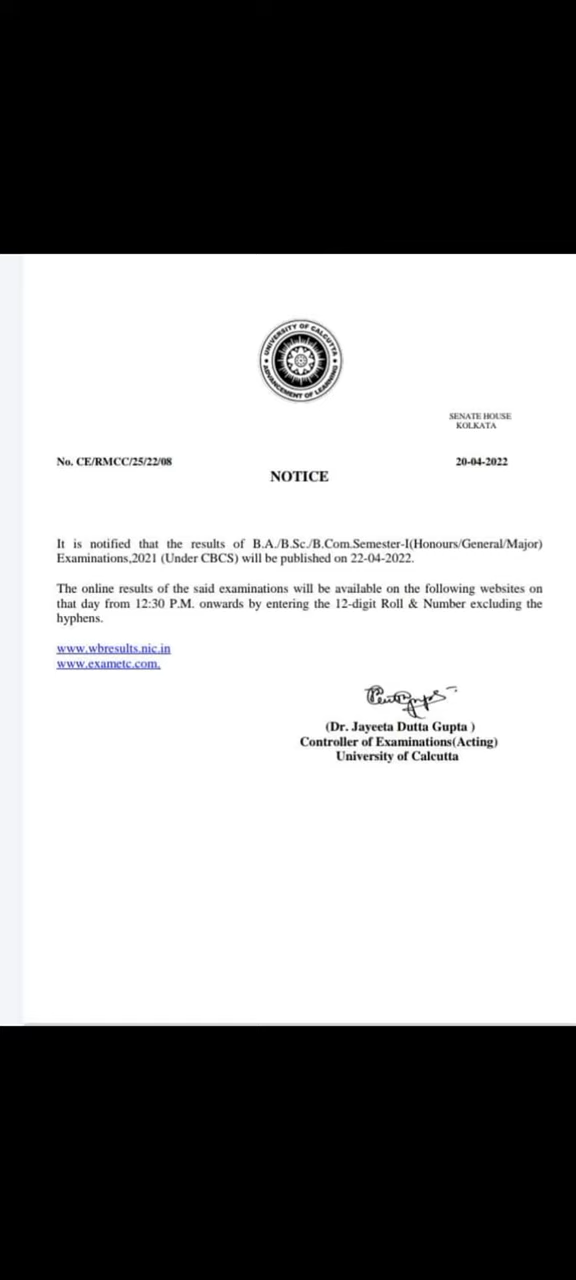 UNIVERSITY OF CALCUTTA
ADVANCEMENT OF LEARNING
SENATE HOUSE
KOLKATA
No. CE/RMCC/25/22/08
20-04-2022
NOTICE
It is notified that the results of B.A./B.Sc./B.Com.Semester-I(Honours/General/Major)
Examinations,2021 (Under CBCS) will be published on 22-04-2022.
The online results of the said examinations will be available on the following websites on
that day from 12:30 P.M. onwards by entering the 12-digit Roll & Number excluding the
hyphens.
www.wbresults.nic.in
www.exametc.com.
(Dr. Jayeeta Dutta Gupta )
Controller of Examinations(Acting)
University of Calcutta